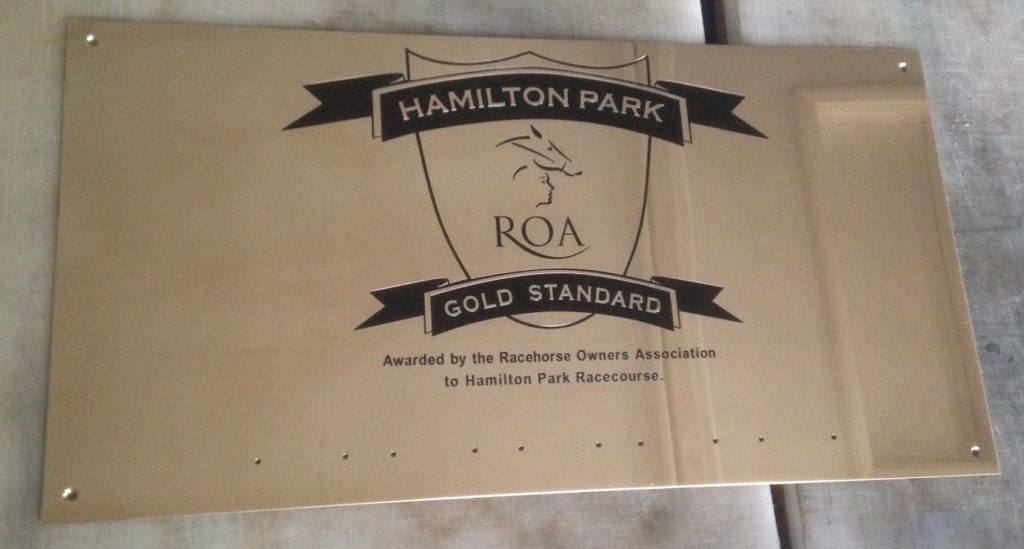 HAMILTON PARK
ROA
GOLD STANDARD
Awarded by the Racehorse Owners Association
to Hamilton Park Racecourse.